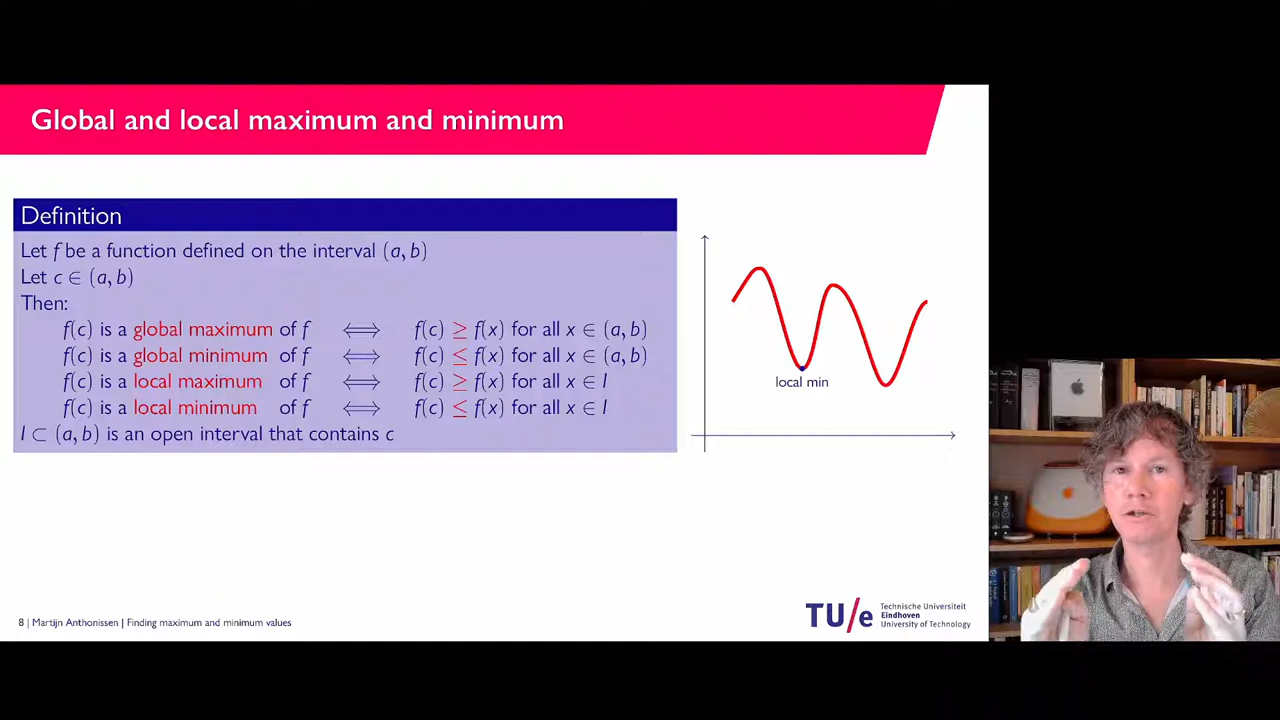 Global and local maximum and minimum
Definition
Let f be a function defined on the interval (a, b)
Let c ∈ (a, b)
Then:
f(c) is a global maximum of f ⟺ f(c) ≥ f(x) for all x ∈ (a, b)
f(c) is a global minimum of f ⟺ f(c) ≤ f(x) for all x ∈ (a, b)
f(c) is a local maximum of f ⟺ f(c) ≥ f(x) for all x ∈ I
f(c) is a local minimum of f ⟺ f(c) ≤ f(x) for all x ∈ I
I ⊂ (a, b) is an open interval that contains c
local min
8 | Martijn Anthonissen | Finding maximum and minimum values
TU/e
Technische Universiteit
Eindhoven
University of Technology